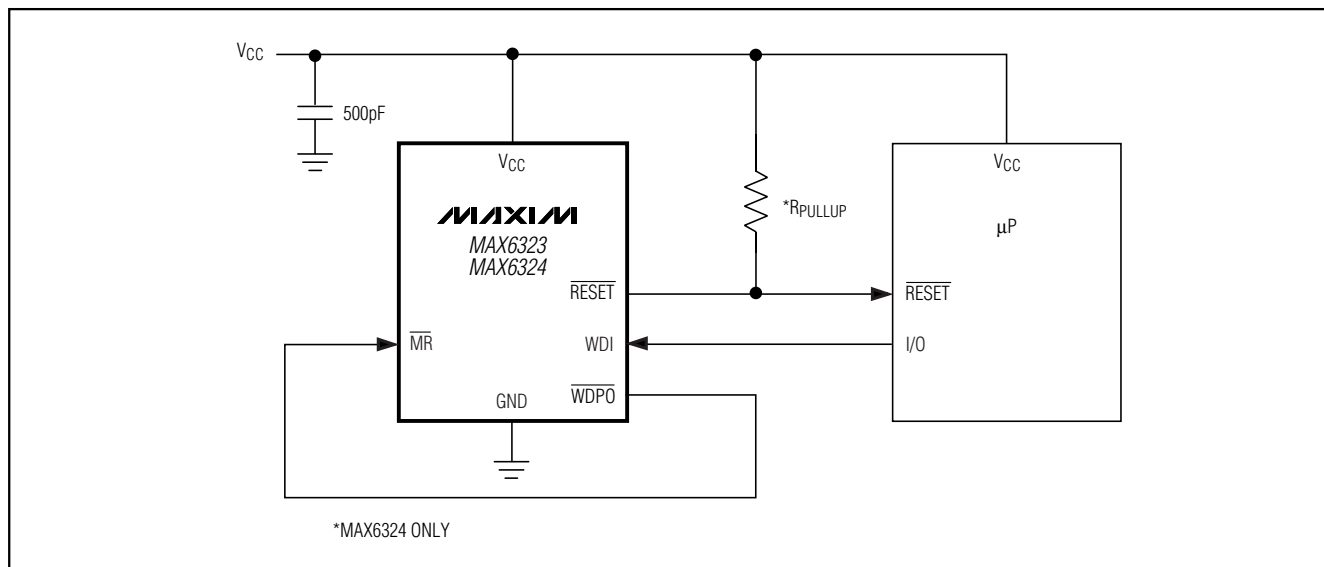 VCC
500pF
VCC
MAXIM
MAX6323
MAX6324
RESET
MR
WDI
WDPO
GND
*RPULLUP
VCC
µP
RESET
I/O
*MAX6324 ONLY